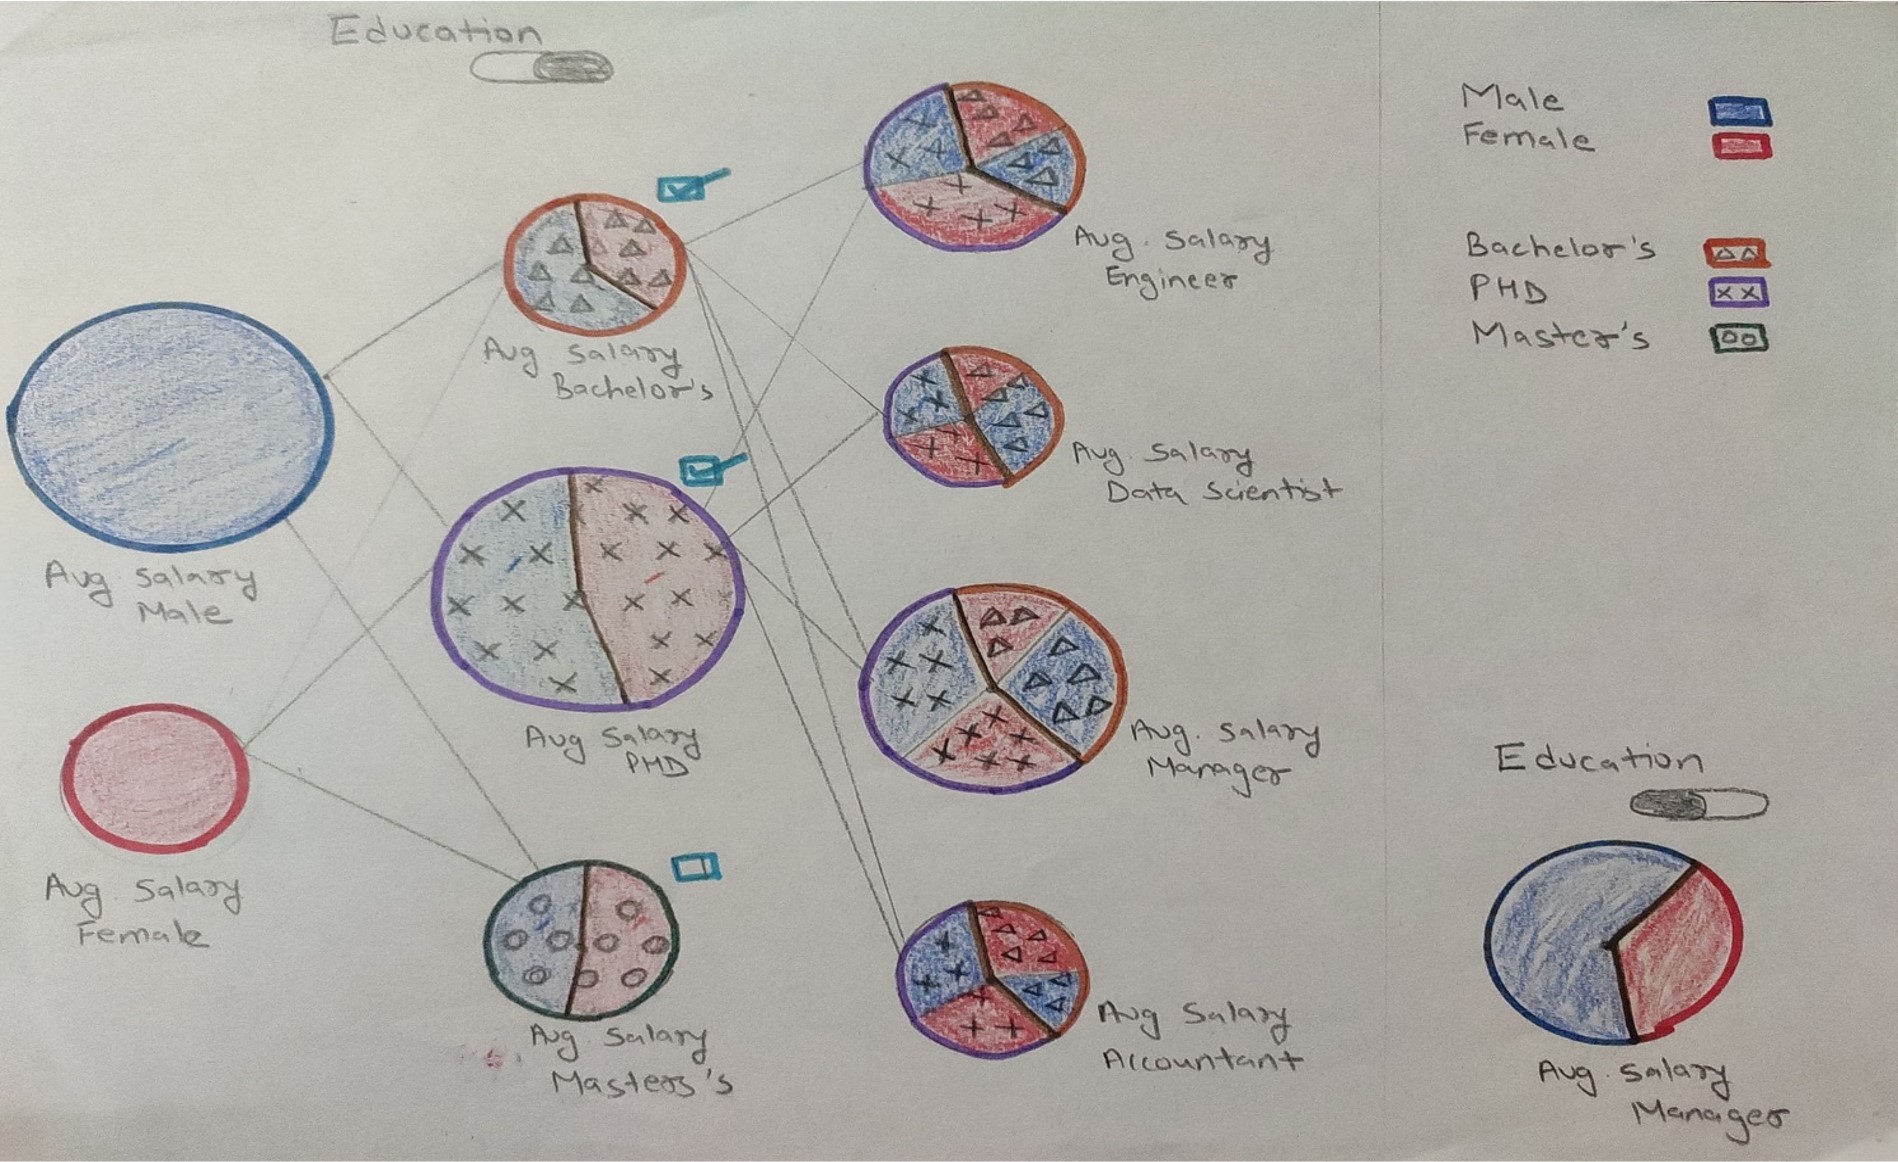 Education
Avg. Salary
Engineer
Avg. Salary
Bachelor's
Avg. Salary
Data Scientist
Avg Salary
Male
Avg Salary
PHD
Avg. Salary
Manager
Avg. Salary
Female
Avg Salary
Masters's
Avg Salary
Accountant
Male
Female
Bachelor's
PHD
Master's
Education
Avg. Salary
Manager